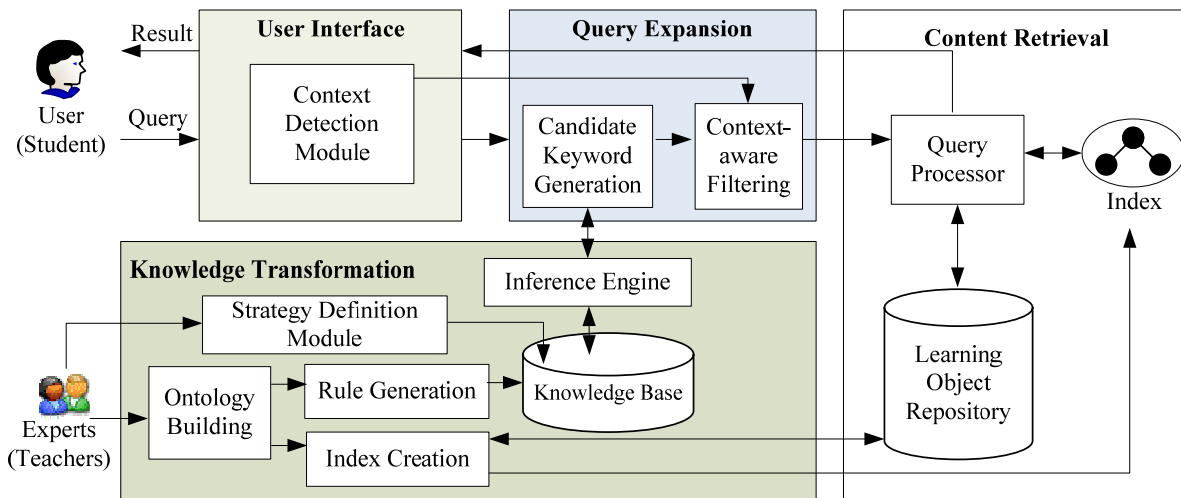 User Interface
Query Expansion
Content Retrieval
Result
Query
User
(Student)
Context
Detection
Module
Candidate
Keyword
Generation
Context-
aware
Filtering
Query
Processor
Index
Knowledge Transformation
Inference Engine
Strategy Definition
Module
Ontology
Building
Rule Generation
Knowledge Base
Index Creation
Experts
(Teachers)
Learning
Object
Repository